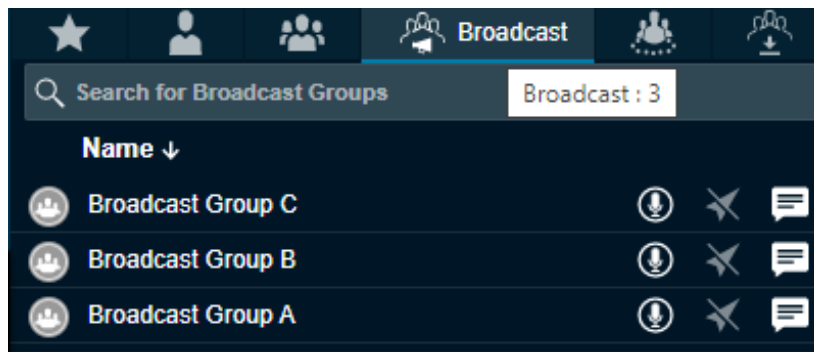 Broadcast
Search for Broadcast Groups
Broadcast : 3
Name ↓
Broadcast Group C
Broadcast Group B
Broadcast Group A